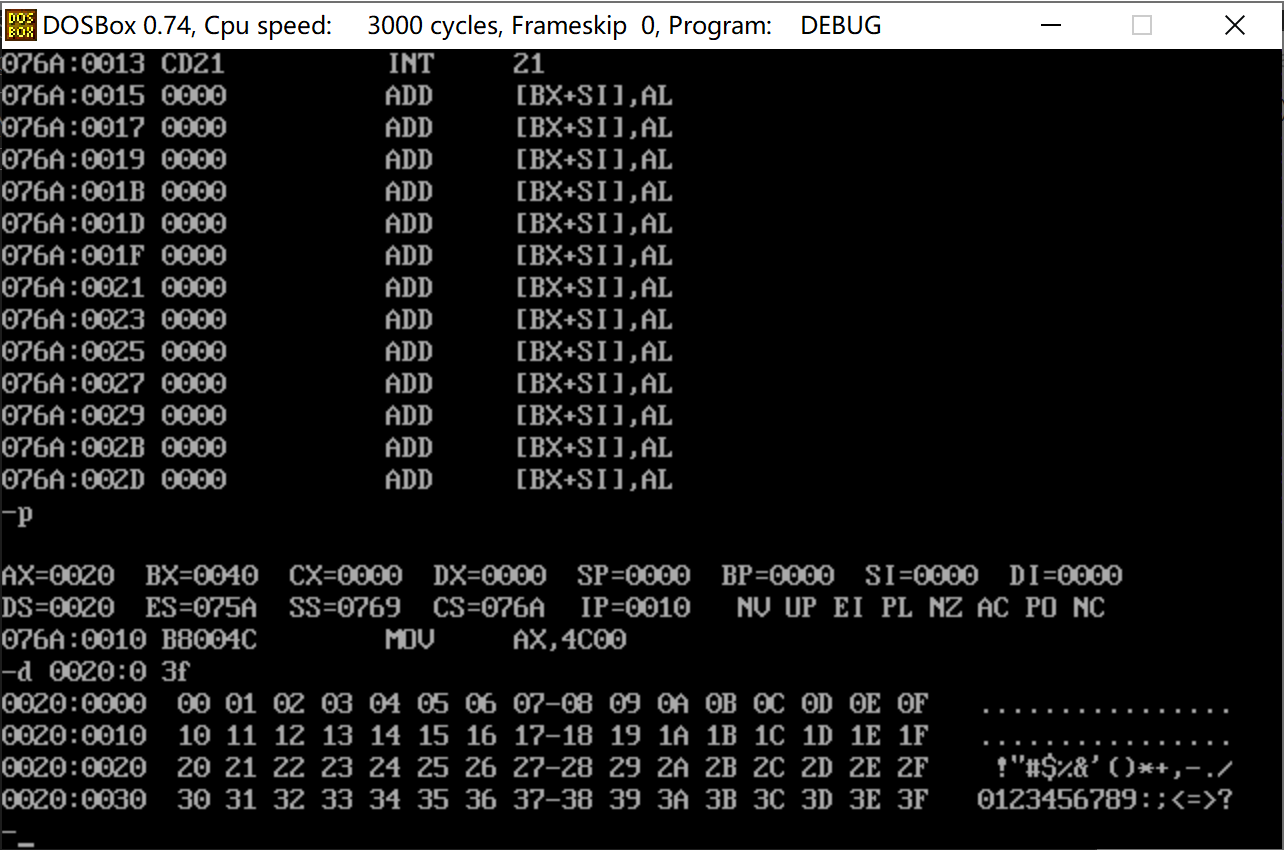 DOS BOX DOSBox 0.74, Cpu speed: 3000 cycles, Frameskip 0, Program: DEBUG
076A:0013 CD21 INT 21
076A:0015 0000 ADD [BX+SI],AL
076A:0017 0000 ADD [BX+SI],AL
076A:0019 0000 ADD [BX+SI],AL
076A:001B 0000 ADD [BX+SI],AL
076A:001D 0000 ADD [BX+SI],AL
076A:001F 0000 ADD [BX+SI],AL
076A:0021 0000 ADD [BX+SI],AL
076A:0023 0000 ADD [BX+SI],AL
076A:0025 0000 ADD [BX+SI],AL
076A:0027 0000 ADD [BX+SI],AL
076A:0029 0000 ADD [BX+SI],AL
076A:002B 0000 ADD [BX+SI],AL
076A:002D 0000 ADD [BX+SI],AL
-p
AX=0020 BX=0040 CX=0000 DX=0000 SP=0000 BP=0000 SI=0000 DI=0000
DS=0020 ES=075A SS=0769 CS=076A IP=0010 NV UP EI PL NZ AC PO NC
076A:0010 B8004C MOV AX,4C00
-d 0020:0 3f
0020:0000 00 01 02 03 04 05 06 07-08 09 0A 0B 0C 0D 0E 0F ................
0020:0010 10 11 12 13 14 15 16 17-18 19 1A 1B 1C 1D 1E 1F ................
0020:0020 20 21 22 23 24 25 26 27-28 29 2A 2B 2C 2D 2E 2F !"#$%&'()*+,-./
0020:0030 30 31 32 33 34 35 36 37-38 39 3A 3B 3C 3D 3E 3F 0123456789:;<=>?
-_